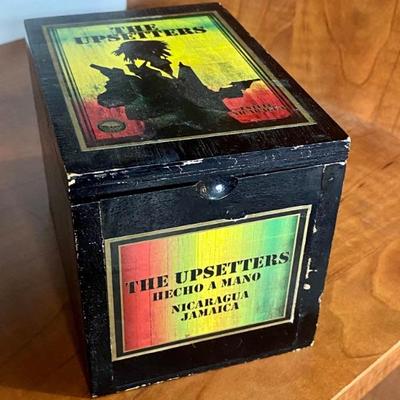 THE
UPSETTERS
THE UPSETTERS
HECHO A MANO
NICARAGUA
JAMAICA